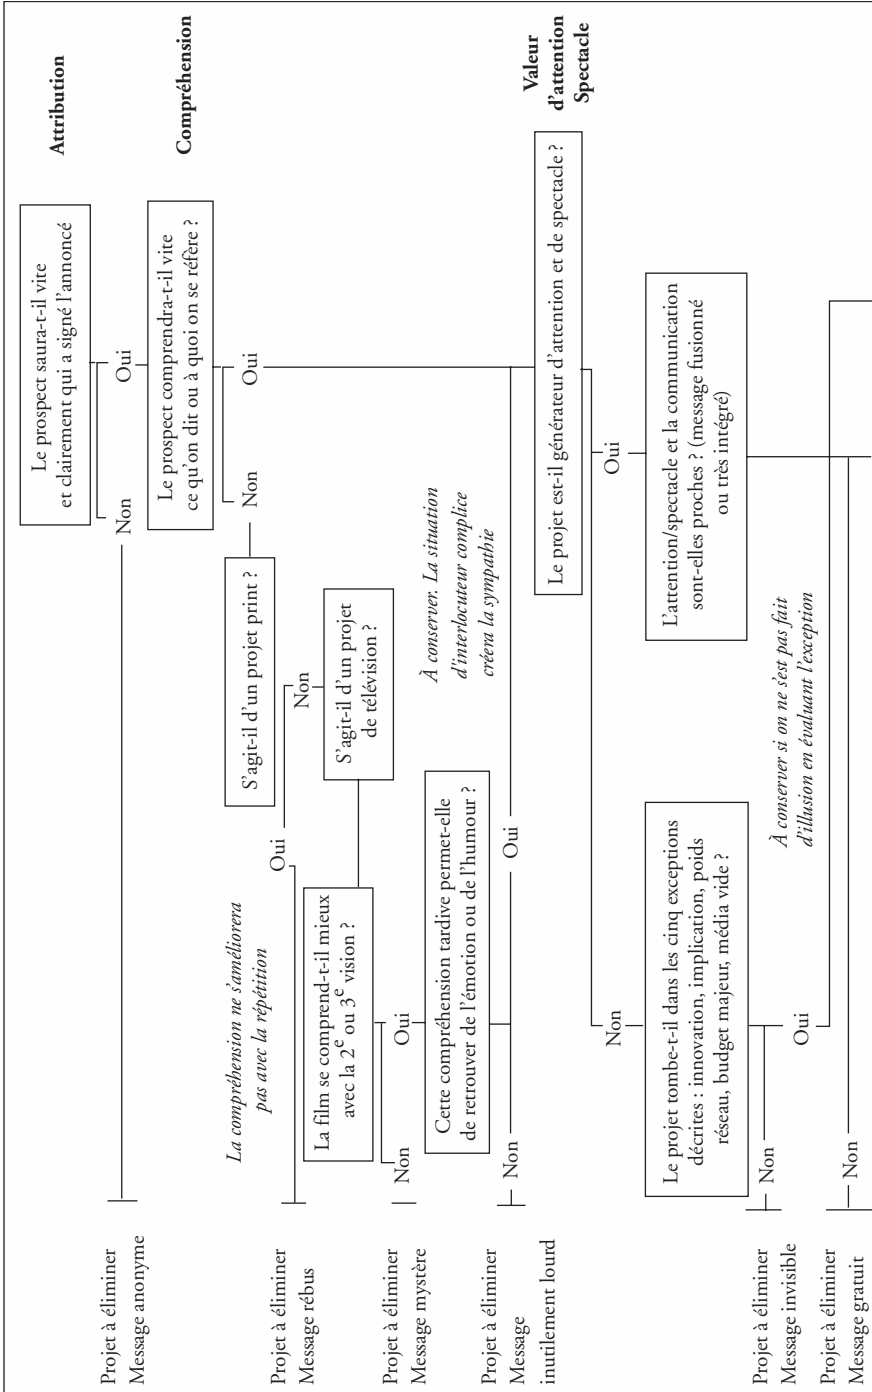 Attribution
Le prospect saura-t-il vite
et clairement qui a signé l'annoncé
Non
Oui
Compréhension
Le prospect comprendra-t-il vite
ce qu'on dit ou à quoi on se réfère ?
Non
Oui
Projet à éliminer
Message anonyme
S'agit-il d'un projet print ?
La compréhension ne s'améliorera
pas avec la répétition
Oui
Non
Projet à éliminer
Message rébus
S'agit-il d'un projet
de télévision ?
La film se comprend-t-il mieux
avec la 2e ou 3e vision ?
Non
Oui
Projet à éliminer
Message mystère
À conserver. La situation
d'interlocuteur complice
créera la sympathie
Cette compréhension tardive permet-elle
de retrouver de l'émotion ou de l'humour ?
Non
Oui
Projet à éliminer
Message
inutilement lourd
Valeur
d'attention
Spectacle
Le projet est-il générateur d'attention et de spectacle ?
Non
Oui
Le projet tombe-t-il dans les cinq exceptions
décrites : innovation, implication, poids
réseau, budget majeur, média vide ?
L'attention/spectacle et la communication
sont-elles proches ? (message fusionné
ou très intégré)
Projet à éliminer
Message invisible
Non
Oui
À conserver si on ne s'est pas fait
d'illusion en évaluant l'exception
Projet à éliminer
Message gratuit
Non